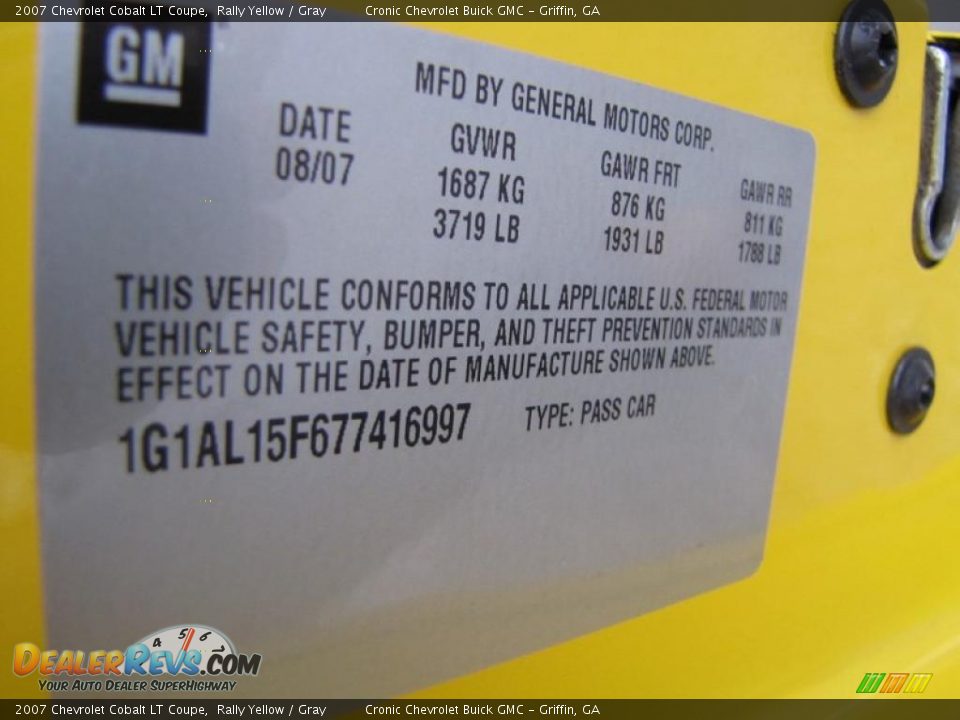 2007 Chevrolet Cobalt LT Coupe, Rally Yellow / Gray Cronic Chevrolet Buick GMC - Griffin, GA
GM
MFD BY GENERAL MOTORS CORP.
DATE GVWR GAWR FRT GAWR RR
08/07 1687 KG 876 KG 811 KG
3719 LB 1931 LB 1788 LB
THIS VEHICLE CONFORMS TO ALL APPLICABLE U.S. FEDERAL MOTOR
VEHICLE SAFETY, BUMPER, AND THEFT PREVENTION STANDARDS IN
EFFECT ON THE DATE OF MANUFACTURE SHOWN ABOVE.
1G1AL15F677416997 TYPE: PASS CAR
4 5 6
DEALERREVS.COM
YOUR AUTO DEALER SUPERHIGHWAY
2007 Chevrolet Cobalt LT Coupe, Rally Yellow / Gray Cronic Chevrolet Buick GMC - Griffin, GA